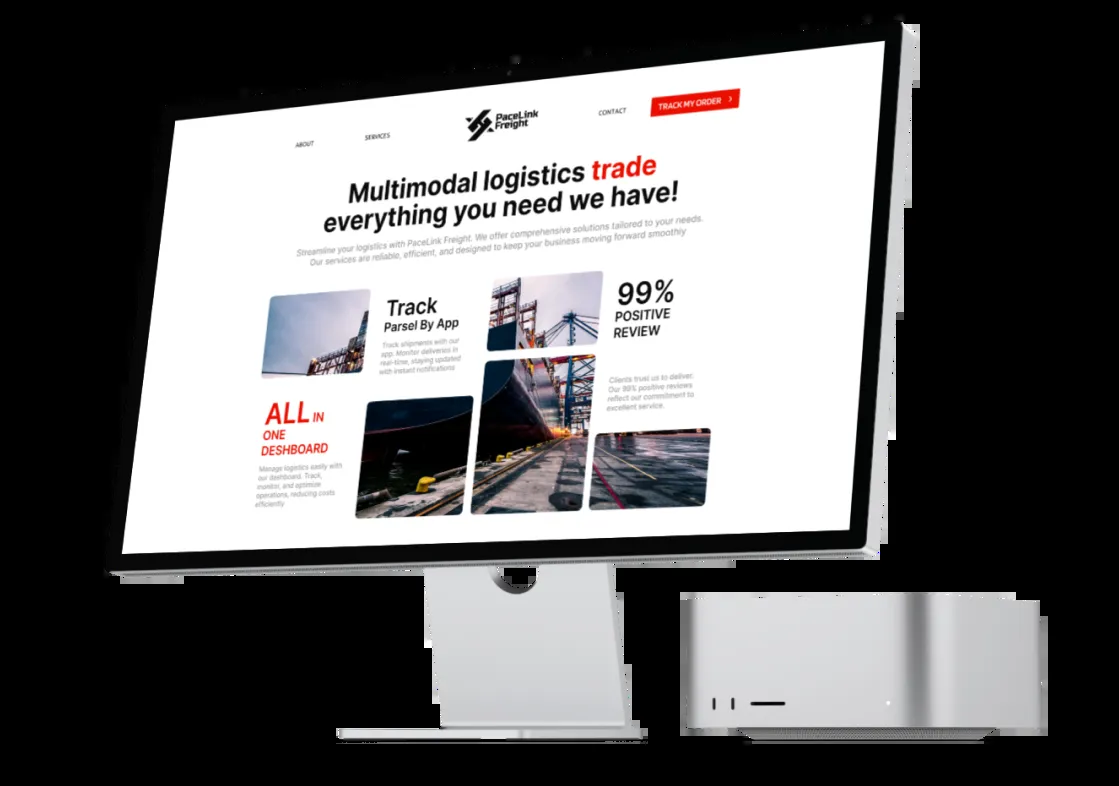 ABOUT
SERVICES
PaceLink
Freight
CONTACT
TRACK MY ORDER
Multimodal logistics trade
everything you need we have!
Streamline your logistics with PaceLink Freight. We offer comprehensive solutions tailored to your needs.
Our services are reliable, efficient, and designed to keep your business moving forward smoothly
Track
Parsel By App
Track shipments with our
app. Monitor deliveries in
real-time, staying updated
with instant notifications
99%
POSITIVE
REVIEW
Clients trust us to deliver.
Our 98% positive reviews
reflect our commitment to
excellent service.
ALL IN
ONE
DESHBOARD
Manage logistics easily with
our dashboard. Track,
monitor, and optimize
operations, reducing costs
efficiently